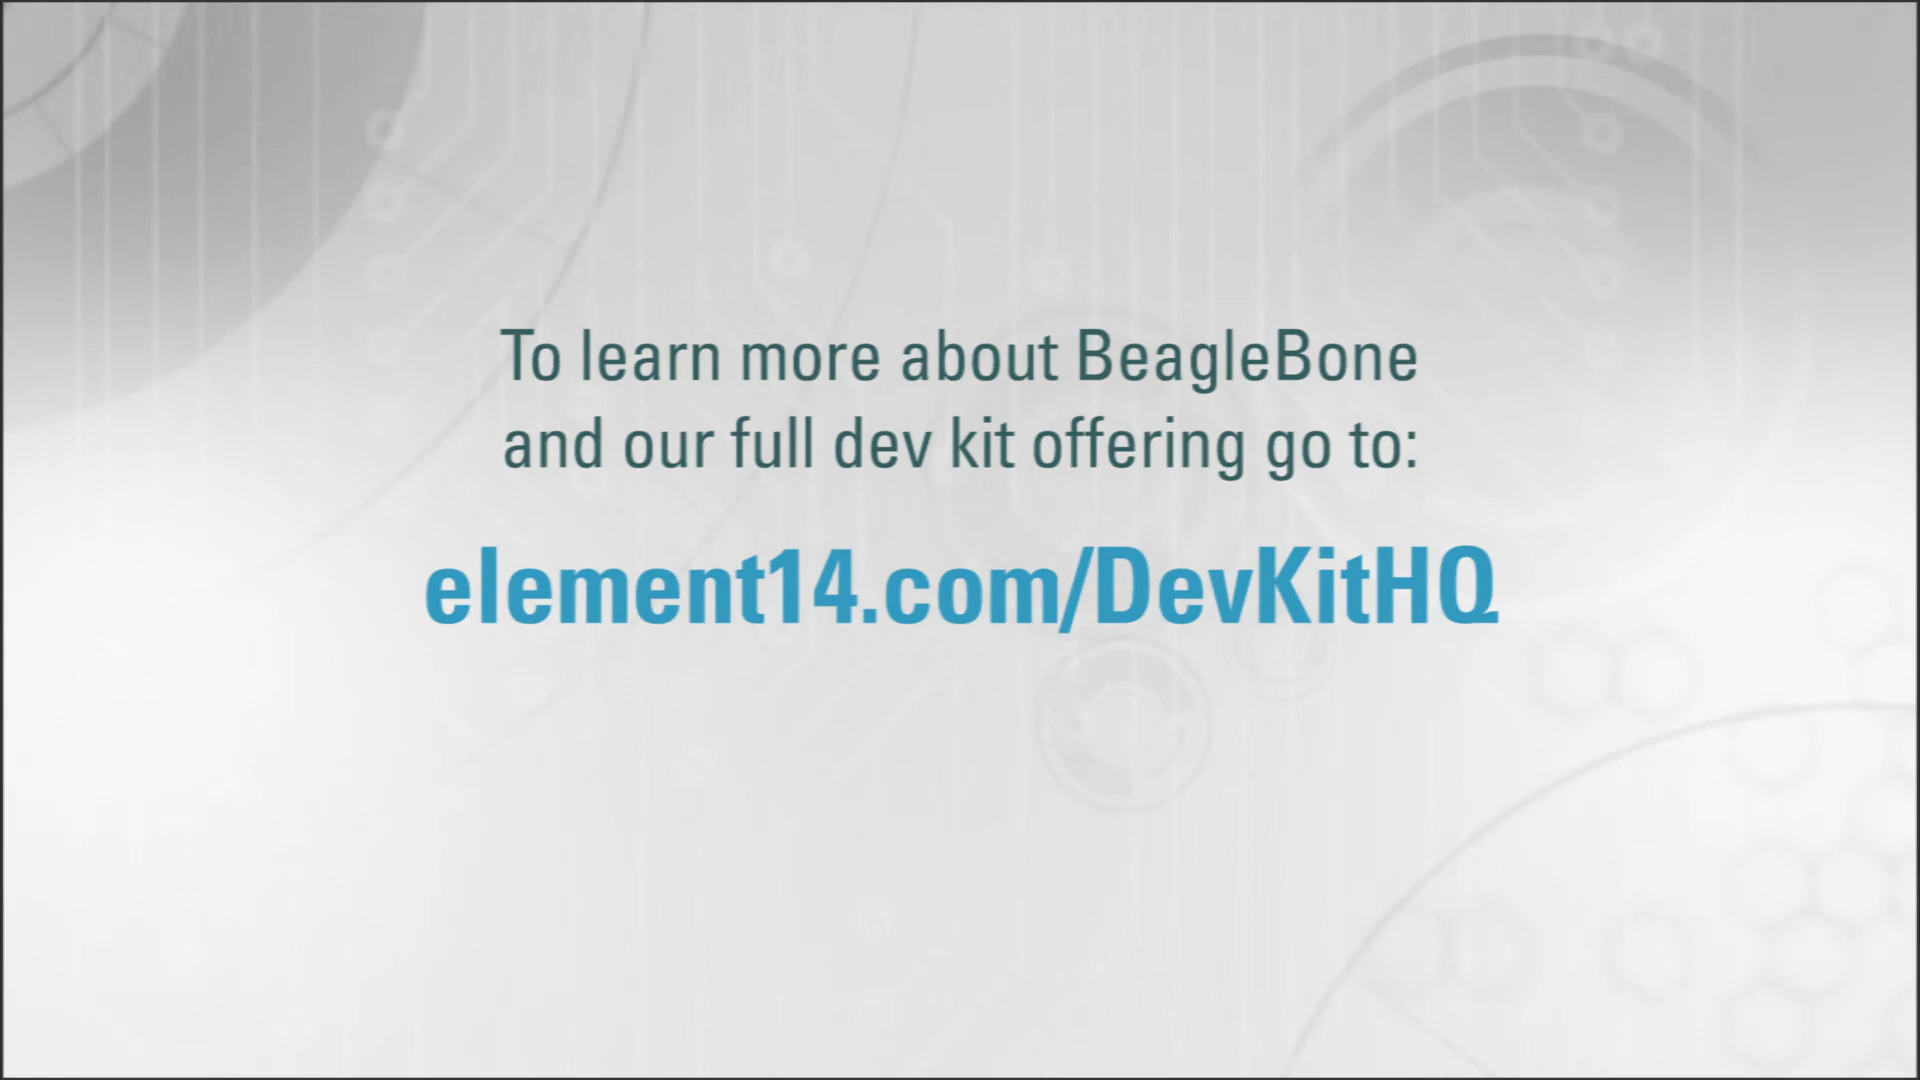 To learn more about BeagleBone
and our full dev kit offering go to:
element14.com/DevKitHQ